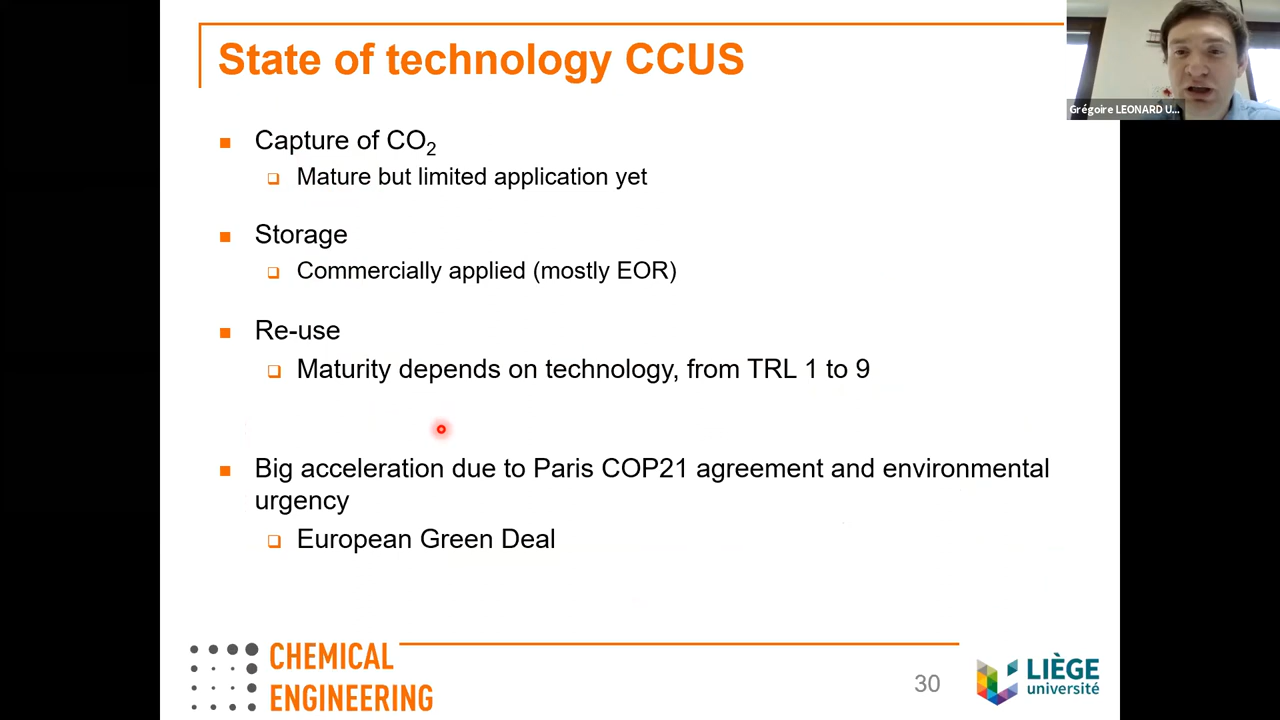 State of technology CCUS
Grégoire LEONARD U...
Capture of CO₂
Mature but limited application yet
Storage
Commercially applied (mostly EOR)
Re-use
Maturity depends on technology, from TRL 1 to 9
Big acceleration due to Paris COP21 agreement and environmental
urgency
European Green Deal
CHEMICAL
ENGINEERING
30
LIÈGE
université